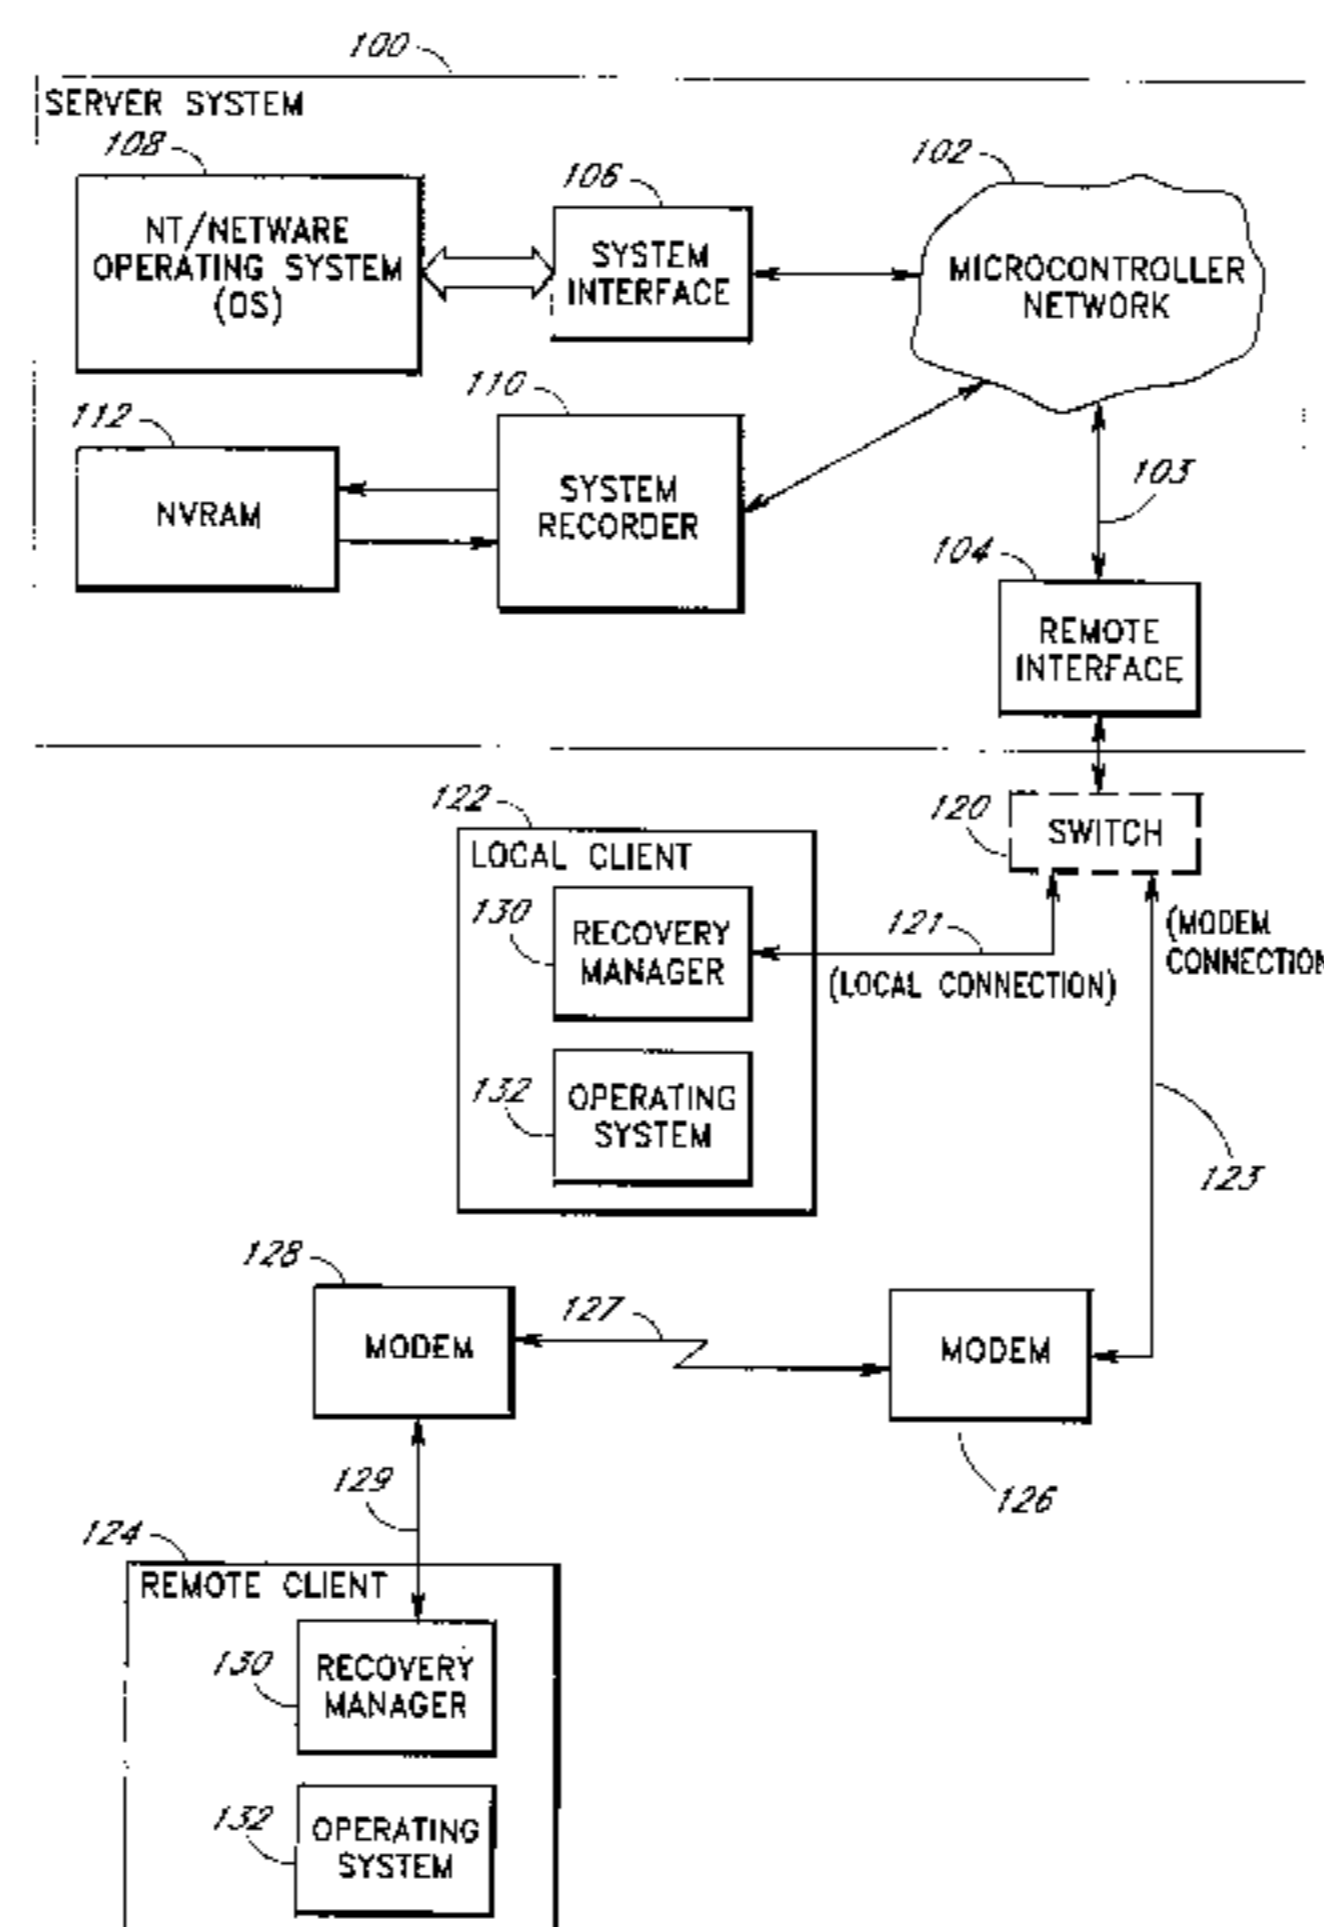 100
SERVER SYSTEM
108
NT/NETWARE
OPERATING SYSTEM
(OS)
106
SYSTEM
INTERFACE
102
MICROCONTROLLER
NETWORK
112
NVRAM
110
SYSTEM
RECORDER
103
104
REMOTE
INTERFACE
120
SWITCH
122
LOCAL CLIENT
130
RECOVERY
MANAGER
121
(LOCAL CONNECTION)
(MODEM
CONNECTION
132
OPERATING
SYSTEM
123
128
MODEM
127
MODEM
126
129
124
REMOTE CLIENT
130
RECOVERY
MANAGER
132
OPERATING
SYSTEM